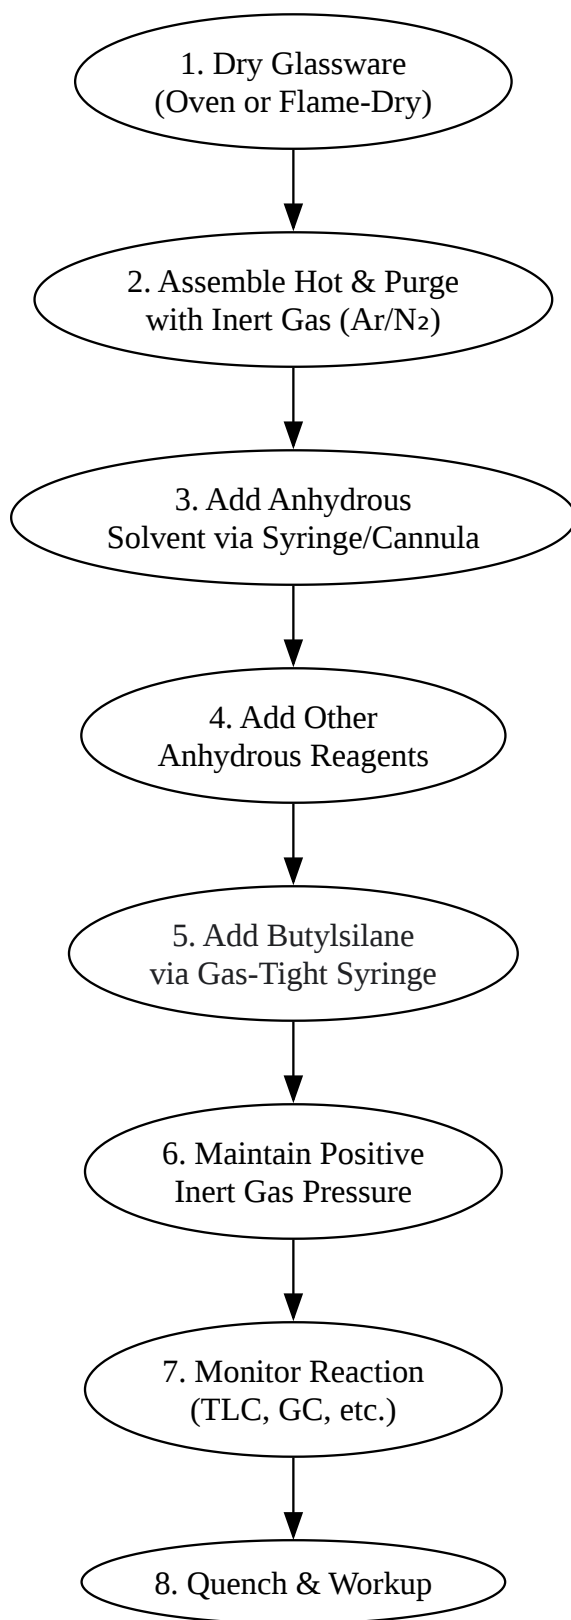 1. Dry Glassware
(Oven or Flame-Dry)
2. Assemble Hot & Purge
with Inert Gas (Ar/N₂)
3. Add Anhydrous
Solvent via Syringe/Cannula
4. Add Other
Anhydrous Reagents
5. Add Butylsilane
via Gas-Tight Syringe
6. Maintain Positive
Inert Gas Pressure
7. Monitor Reaction
(TLC, GC, etc.)
8. Quench & Workup